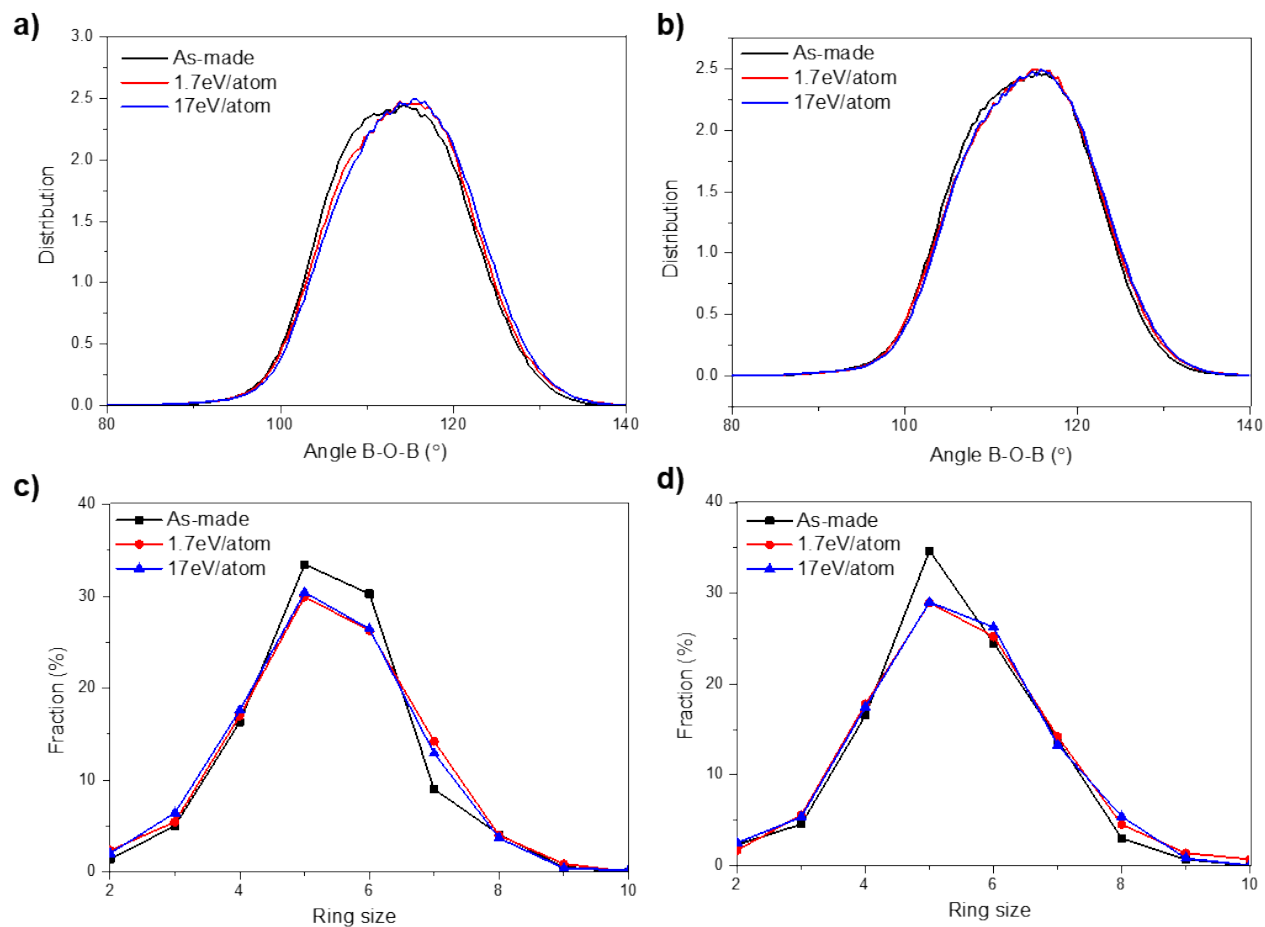 a)
As-made
1.7eV/atom
17eV/atom
3.0
2.5
2.0
1.5
1.0
0.5
0.0
Distribution
80 100 120 140
Angle B-O-B (°)
b)
As-made
1.7eV/atom
17eV/atom
2.5
2.0
1.5
1.0
0.5
0.0
Distribution
80 100 120 140
Angle B-O-B (°)
c)
As-made
1.7eV/atom
17eV/atom
40
30
20
10
0
Fraction (%)
2 4 6 8 10
Ring size
d)
As-made
1.7eV/atom
17eV/atom
40
30
20
10
0
Fraction (%)
2 4 6 8 10
Ring size